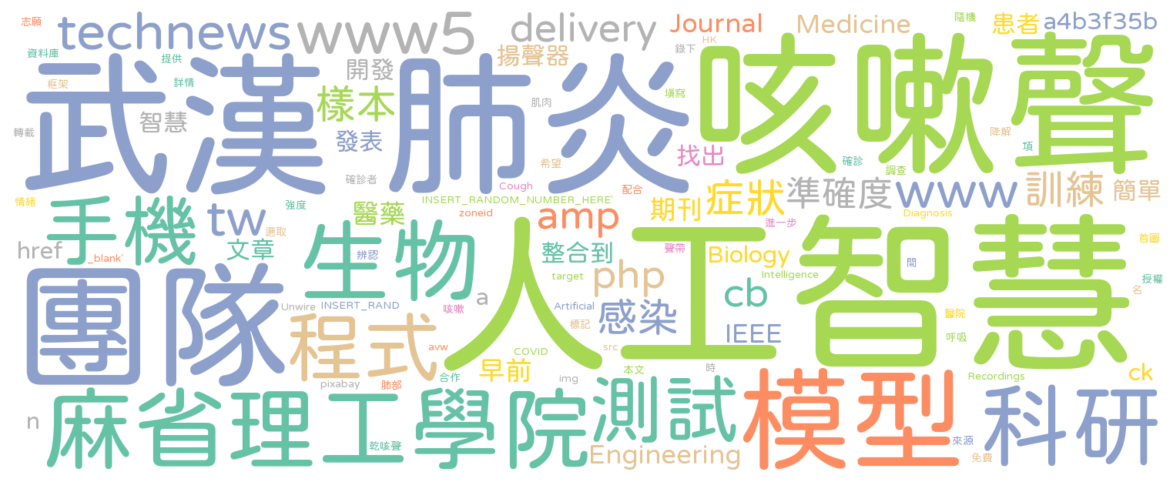 志願 technews www5 delivery Journal Medicine 隨機 患者 a4b3f35b
資料庫 提供 揚聲器 錄下 HK
框架 詳情 開發 樣本 肌肉 填寫
武漢 肺炎 咳嗽聲
轉載 智慧 發表 找出 確診 降解 項
確診者 希望 調查
情緒 強度 Cough 配合 症狀 準確度 www 訓練 簡單
INSERT_RANDOM_NUMBER_HERE'
手機 tw 選取 醫藥 zoneid amp 期刊 進一步 Diagnosis
href _blank' 文章 辨認 生物 整合到 聲帶 Biology 間 首圖
target php Intelligence 授權
團隊 人工智慧
Unwire INSERT_RAND 咳嗽 a Artificial 標記 感染 cb IEEE 名
程式 avw COVID src 醫院 呼吸
pixabay 肺部 合作 早前 img 本文 時 Recordings ck
n 麻省理工學院 測試 模型 科研
乾咳聲 Engineering 來源 免費